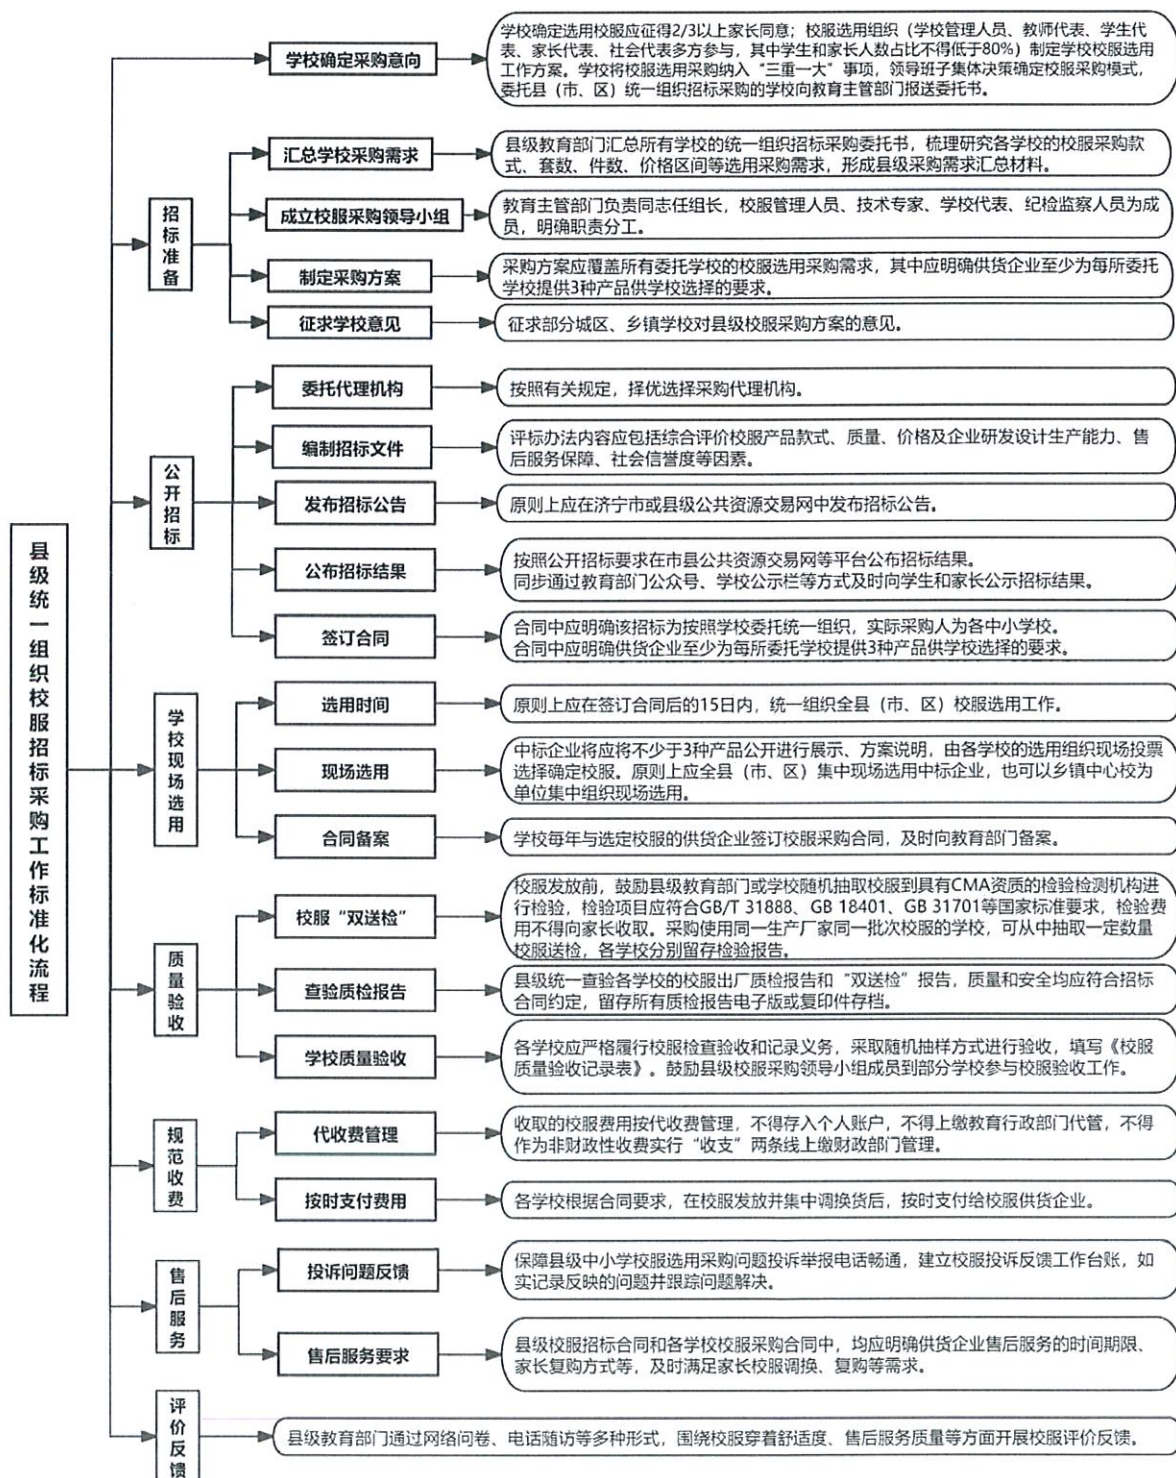 县级统一组织校服招标采购工作标准化流程
学校确定采购意向
学校确定选用校服应征得2/3以上家长同意；校服选用组织（学校管理人员、教师代表、学生代
表、家长代表、社会代表多方参与，其中学生和家长人数占比不得低于80%）制定学校校服选用
工作方案。学校将校服选用采购纳入“三重一大”事项，领导班子集体决策确定校服采购模式，
委托县（市、区）统一组织招标采购的学校向教育主管部门报送委托书。
招标准备
汇总学校采购需求
县级教育部门汇总所有学校的统一组织招标采购委托书，梳理研究各学校的校服采购款
式、套数、件数、价格区间等选用采购需求，形成县级采购需求汇总材料。
成立校服采购领导小组
教育主管部门负责同志任组长，校服管理人员、技术专家、学校代表、纪检监察人员为成
员，明确职责分工。
制定采购方案
采购方案应覆盖所有委托学校的校服选用采购需求，其中应明确供货企业至少为每所委托
学校提供3种产品供学校选择的要求。
征求学校意见
征求部分城区、乡镇学校对县级校服采购方案的意见。
公开招标
委托代理机构
按照有关规定，择优选择采购代理机构。
编制招标文件
评标办法内容应包括综合评价校服产品款式、质量、价格及企业研发设计生产能力、售
后服务保障、社会信誉度等因素。
发布招标公告
原则上应在济宁市或县级公共资源交易网中发布招标公告。
公布招标结果
按照公开招标要求在市县公共资源交易网等平台公布招标结果。
同步通过教育部门公众号、学校公示栏等方式及时向学生和家长公示招标结果。
签订合同
合同中应明确该招标为按照学校委托统一组织，实际采购人为各中小学校。
合同中应明确供货企业至少为每所委托学校提供3种产品供学校选择的要求。
学校现场选用
选用时间
原则上应在签订合同后的15日内，统一组织全县（市、区）校服选用工作。
现场选用
中标企业将应将不少于3种产品公开进行展示、方案说明，由各学校的选用组织现场投票
选择确定校服。原则上应全县（市、区）集中现场选用中标企业，也可以乡镇中心校为
单位集中组织现场选用。
合同备案
学校每年与选定校服的供货企业签订校服采购合同，及时向教育部门备案。
质量验收
校服“双送检”
校服发放前，鼓励县级教育部门或学校随机抽取校服到具有CMA资质的检验检测机构进
行检验，检验项目应符合GB/T 31888、GB 18401、GB 31701等国家标准要求，检验费
用不得向家长收取。采购使用同一生产厂家同一批次校服的学校，可从中抽取一定数量
校服送检，各学校分别留存检验报告。
查验质检报告
县级统一查验各学校的校服出厂质检报告和“双送检”报告，质量和安全均应符合招标
合同约定，留存所有质检报告电子版或复印件存档。
学校质量验收
各学校应严格履行校服检查验收和记录义务，采取随机抽样方式进行验收，填写《校服
质量验收记录表》。鼓励县级校服采购领导小组成员到部分学校参与校服验收工作。
规范收费
代收费管理
收取的校服费用按代收费管理，不得存入个人账户，不得上缴教育行政部门代管，不得
作为非财政性收费实行“收支”两条线上缴财政部门管理。
按时支付费用
各学校根据合同要求，在校服发放并集中调换货后，按时支付给校服供货企业。
售后服务
投诉问题反馈
保障县级中小学校服选用采购问题投诉举报电话畅通，建立校服投诉反馈工作台账，如
实记录反映的问题并跟踪问题解决。
售后服务要求
县级校服招标合同和各学校校服采购合同中，均应明确供货企业售后服务的时间期限、
家长复购方式等，及时满足家长校服调换、复购等需求。
评价反馈
县级教育部门通过网络问卷、电话随访等多种形式，围绕校服穿着舒适度、售后服务质量等方面开展校服评价反馈。